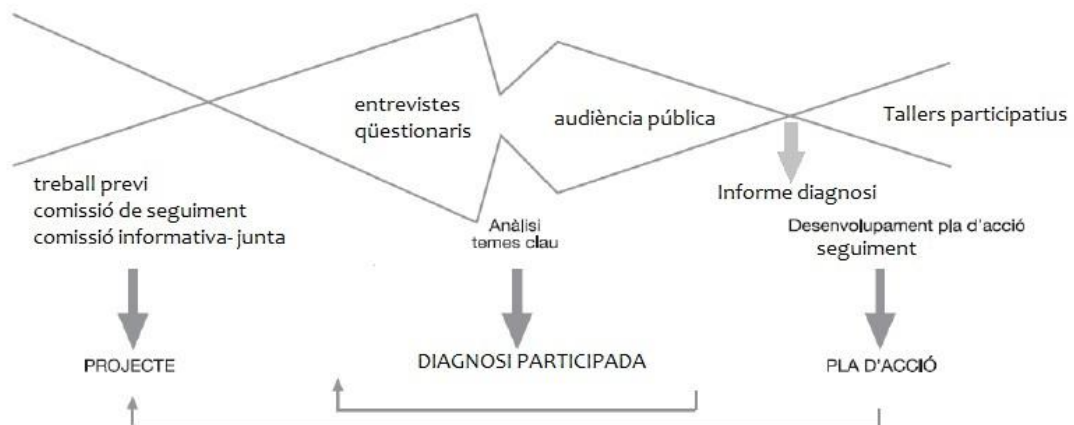 entrevistes
qüestionaris
audiència pública
Tallers participatius
treball previ
comissió de seguiment
comissió informativa- junta
Anàlisi
temes clau
Informe diagnosi
Desenvolupament pla d'acció
seguiment
PROJECTE
DIAGNOSI PARTICIPADA
PLA D'ACCIÓ